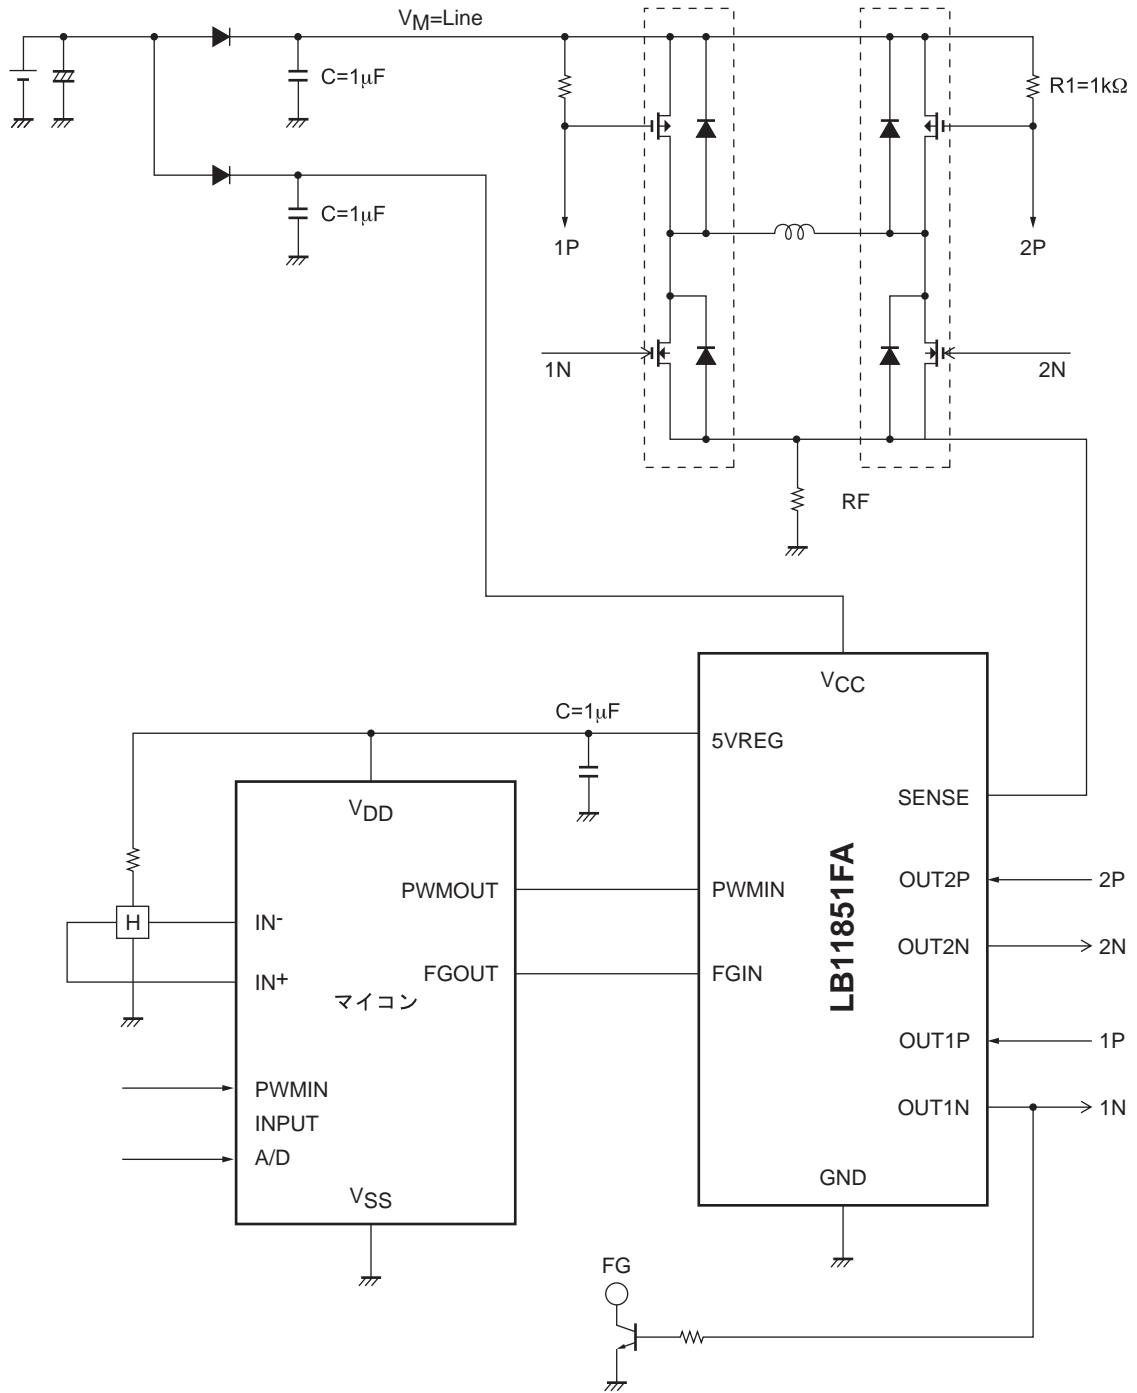 VM=Line
C=1μF
R1=1kΩ
C=1μF
1P
2P
1N
2N
RF
VCC
C=1μF
5VREG
VDD
SENSE
LB11851FA
PWMOUT
PWMIN
OUT2P
2P
H
IN-
OUT2N
2N
IN+
FGOUT
FGIN
マイコン
OUT1P
1P
PWMIN
OUT1N
1N
INPUT
A/D
GND
VSS
FG